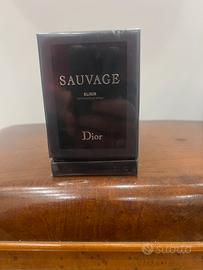 SAUVAGE
ELIXIR
Dior
Subito